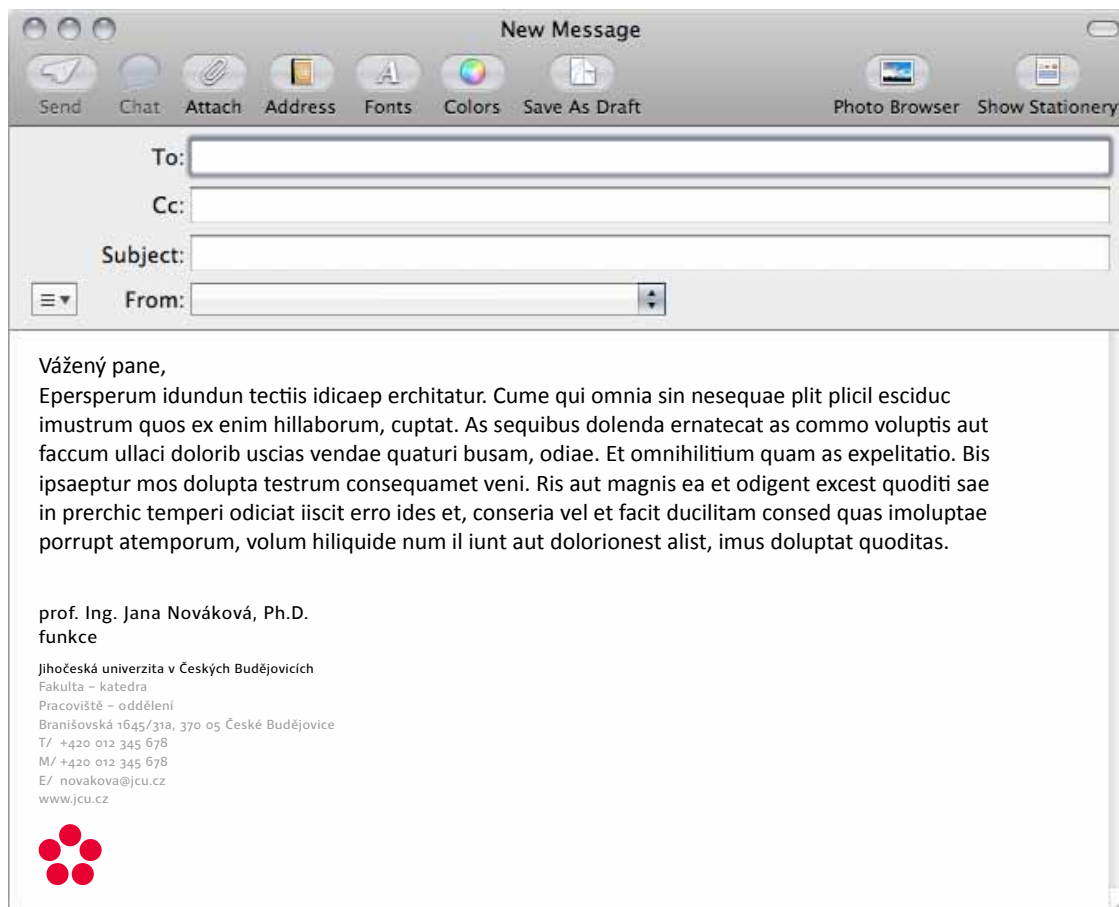 New Message
Send Chat Attach Address Fonts Colors Save As Draft Photo Browser Show Stationery
To:
Cc:
Subject:
From:
Vážený pane,
Epersperum idundun tectiis idicaep erchitatur. Cume qui omnia sin nesequae plit plicil esciduc
imustrum quos ex enim hillaborum, cuptat. As sequibus dolenda ernatecat as commo voluptis aut
faccum ullaci dolorib uscias vendae quaturi busam, odiae. Et omnihilitium quam as expelitatio. Bis
ipsaeptur mos dolupta testrum consequamet veni. Ris aut magnis ea et odigent excest quoditi sae
in prerchic temperi odiciat iiscit erro ides et, conseria vel et facit ducilitam consed quas imoluptae
porrupt atemporum, volum hiliquide num il iunt aut dolorionest alist, imus doluptat quoditas.
prof. Ing. Jana Nováková, Ph.D.
funkce
Jihočeská univerzita v Českých Budějovicích
Fakulta – katedra
Pracoviště – oddělení
Branišovská 1645/31a, 370 05 České Budějovice
T/ +420 012 345 678
M/ +420 012 345 678
E/ novakova@jcu.cz
www.jcu.cz